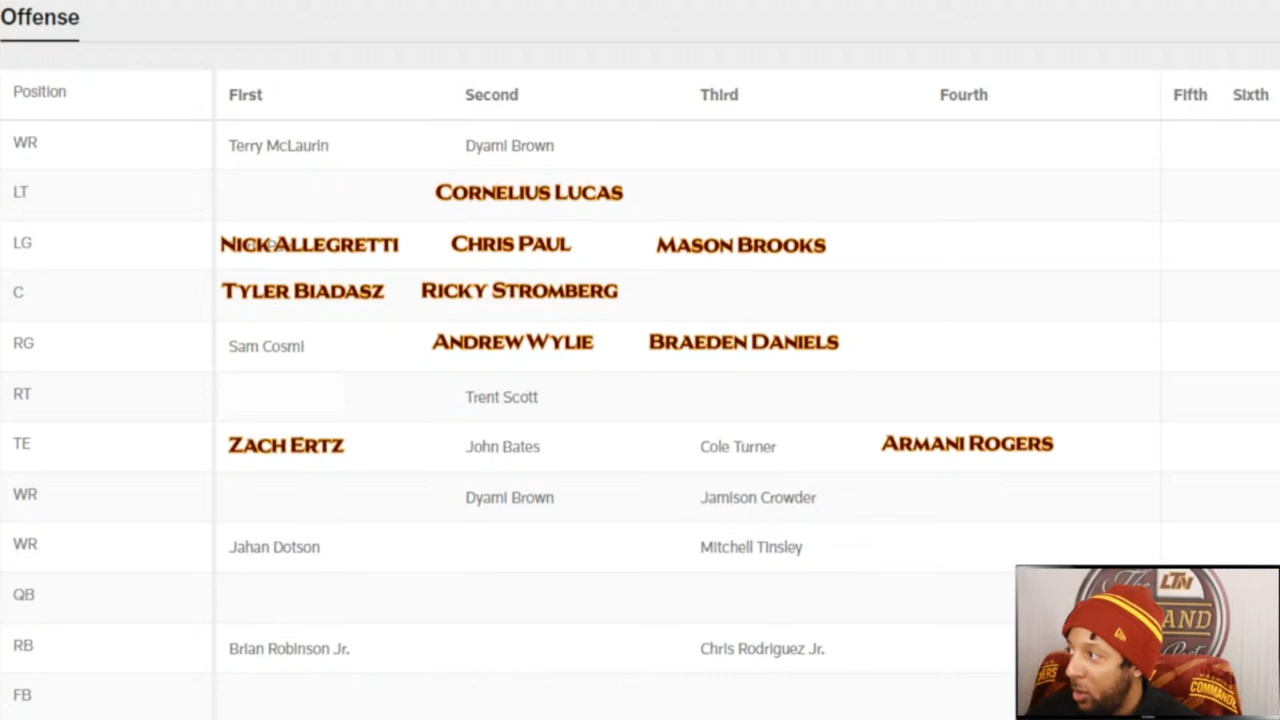 Offense
Position First Second Third Fourth Fifth Sixth
WR Terry McLaurin Dyami Brown
LT Cornelius Lucas
LG Nick Allegretti Chris Paul Mason Brooks
C Tyler Biadasz Ricky Stromberg
RG Sam Cosmi Andrew Wylie Braeden Daniels
RT Trent Scott
TE Zach Ertz John Bates Cole Turner Armani Rogers
WR Dyami Brown Jamison Crowder
WR Jahan Dotson Mitchell Tinsley
QB
RB Brian Robinson Jr. Chris Rodriguez Jr.
FB
The LTN
AND